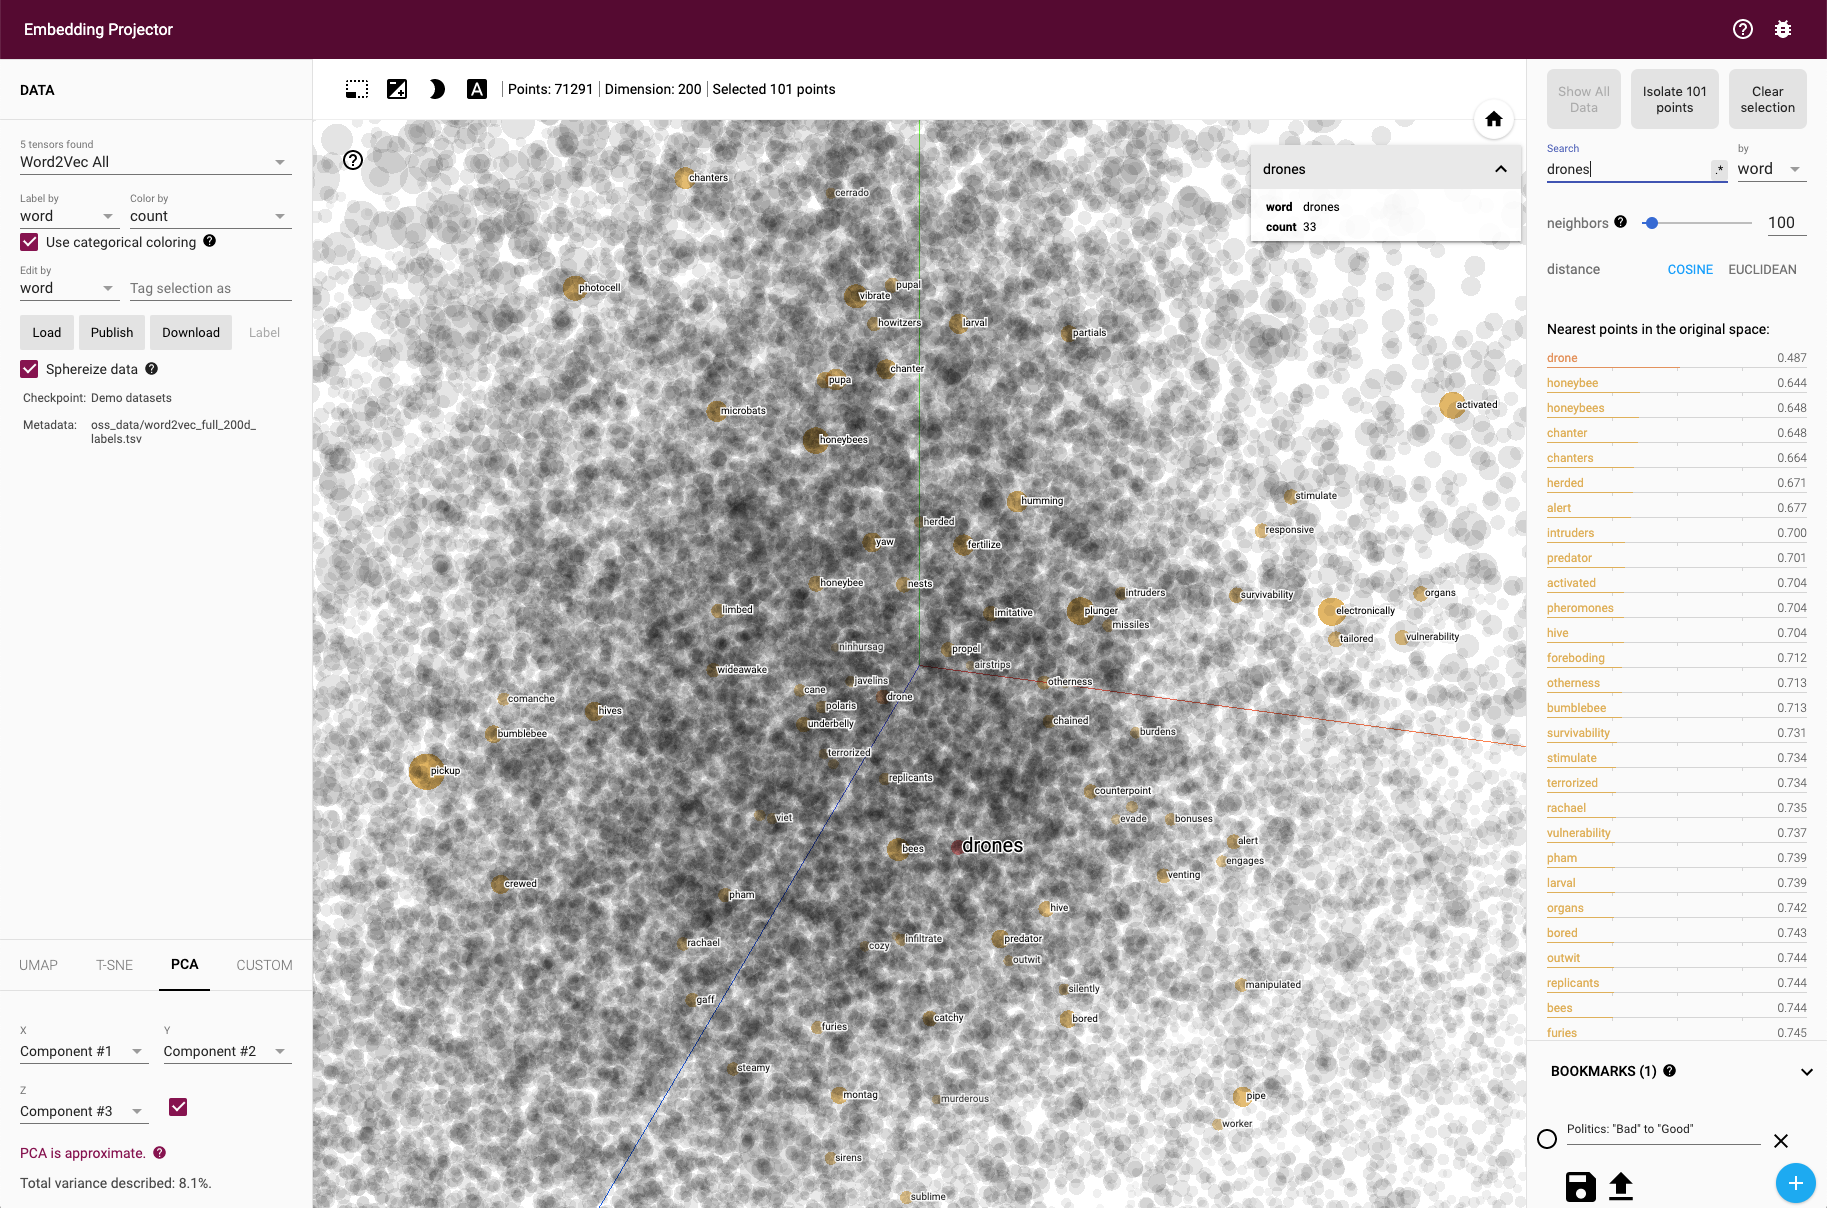 Embedding Projector
DATA
5 tensors found
Word2Vec All
Label by
word
Color by
count
Use categorical coloring
Edit by
word
Tag selection as
Load
Publish
Download
Label
Sphereize data
Checkpoint: Demo datasets
Metadata: oss_data/word2vec_full_200d_
labels.tsv
UMAP
T-SNE
PCA
CUSTOM
X
Component #1
Y
Component #2
Z
Component #3
PCA is approximate.
Total variance described: 8.1%.
A
Points: 71291
Dimension: 200
Selected 101 points
chanters
cerrado
photocell
pupal
vibrate
howitzers
larval
partials
chanter
pupa
microbats
activated
honeybees
stimulate
humming
herded
responsive
yaw
fertilize
honeybee
nests
intruders
survivability
organs
limbed
imitative
plunger
electronically
missiles
tailored
vulnerability
ninhursag
propel
airstrips
wideawake
javelins
otherness
cane
drone
comanche
polaris
hives
underbelly
chained
bumblebee
burdens
terrorized
pickup
replicants
counterpoint
viet
evade
bonuses
drones
alert
bees
engages
venting
crewed
pham
hive
rachael
cozy
infiltrate
predator
outwit
manipulated
silently
gaff
catchy
bored
furies
steamy
montag
murderous
pipe
worker
sirens
sublime
drones
word drones
count 33
Show All
Data
Isolate 101
points
Clear
selection
Search
drones
.*
by
word
neighbors
100
distance
COSINE
EUCLIDEAN
Nearest points in the original space:
drone 0.487
honeybee 0.644
honeybees 0.648
chanter 0.648
chanters 0.664
herded 0.671
alert 0.677
intruders 0.700
predator 0.701
activated 0.704
pheromones 0.704
hive 0.704
foreboding 0.712
otherness 0.713
bumblebee 0.713
survivability 0.731
stimulate 0.734
terrorized 0.734
rachael 0.735
vulnerability 0.737
pham 0.739
larval 0.739
organs 0.742
bored 0.743
outwit 0.744
replicants 0.744
bees 0.744
furies 0.745
BOOKMARKS (1)
Politics: "Bad" to "Good"